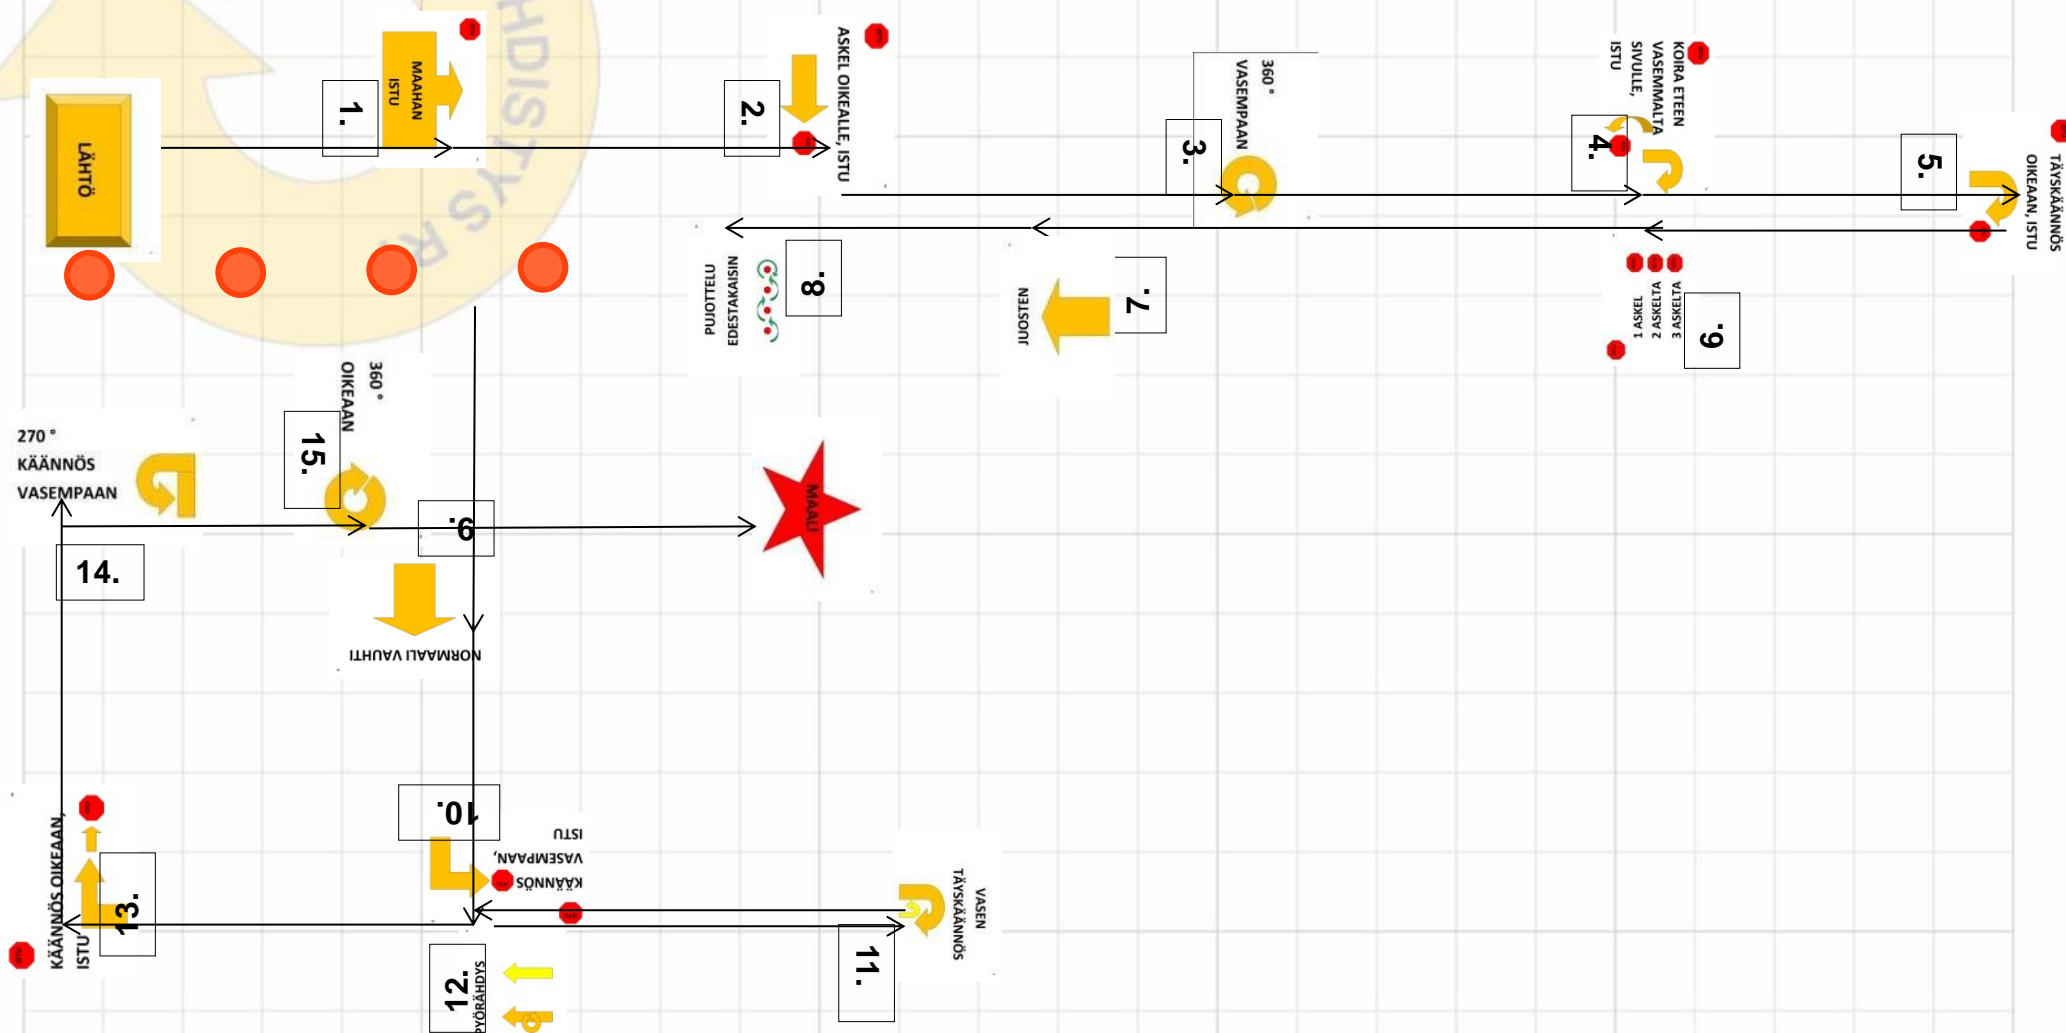 HDISTYS R
LÄHTÖ
1.
MAAHAN
ISTU
2.
ASKEL OIKEALLE, ISTU
3.
360°
VASEMPAAN
4.
KOIRA ETEEN
VASEMMALTA
SIVULLE,
ISTU
5.
TÄYSKÄÄNNÖS
OIKEAAN, ISTU
6.
3 ASKELTA
2 ASKELTA
1 ASKEL
7.
JUOSTEN
8.
EDESTAKAISIN
PUJOTTELU
9.
NORMAALI VAUHTI
10.
KÄÄNNÖS
VASEMPAAN,
ISTU
11.
VASEN
TÄYSKÄÄNNÖS
12.
PYÖRÄHDYS
13.
KÄÄNNÖS OIKEAAN,
ISTU
14.
270°
KÄÄNNÖS
VASEMPAAN
15.
360°
OIKEAAN
MAALI